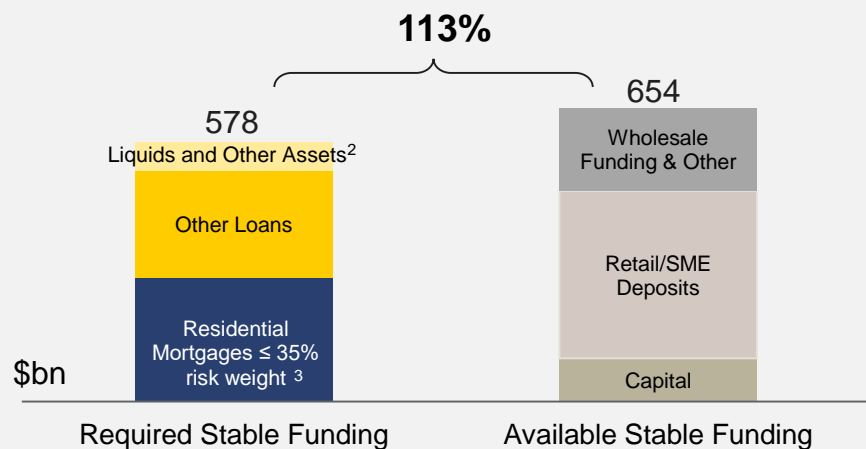 113%
578
Liquids and Other Assets²
Other Loans
Residential
Mortgages ≤ 35%
risk weight ³
654
Wholesale
Funding & Other
Retail/SME
Deposits
Capital
$bn
Required Stable Funding
Available Stable Funding